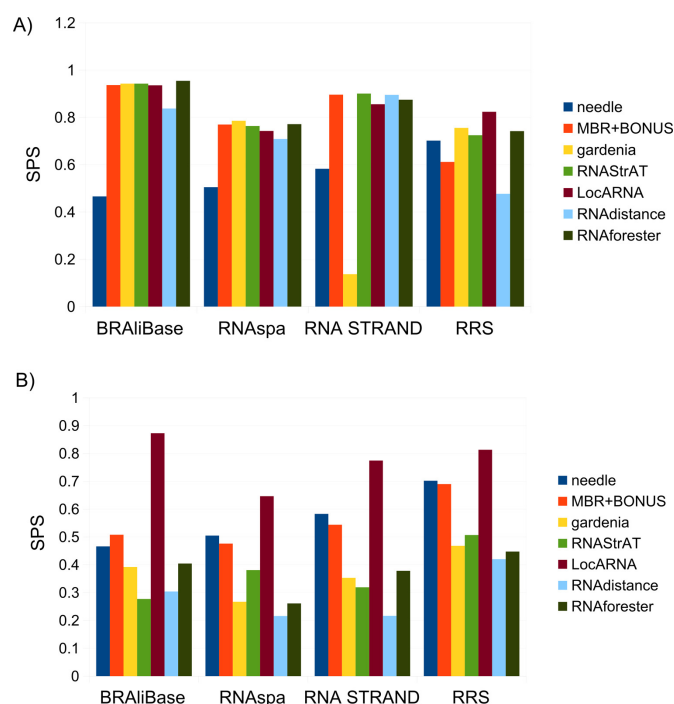 A)
1.2
1
0.8
0.6
0.4
0.2
0
SPS
BRAliBase RNAspa RNA STRAND RRS
needle
MBR+BONUS
gardenia
RNAStrAT
LocARNA
RNAdistance
RNAforester
B)
1
0.9
0.8
0.7
0.6
0.5
0.4
0.3
0.2
0.1
0
SPS
BRAliBase RNAspa RNA STRAND RRS
needle
MBR+BONUS
gardenia
RNAStrAT
LocARNA
RNAdistance
RNAforester